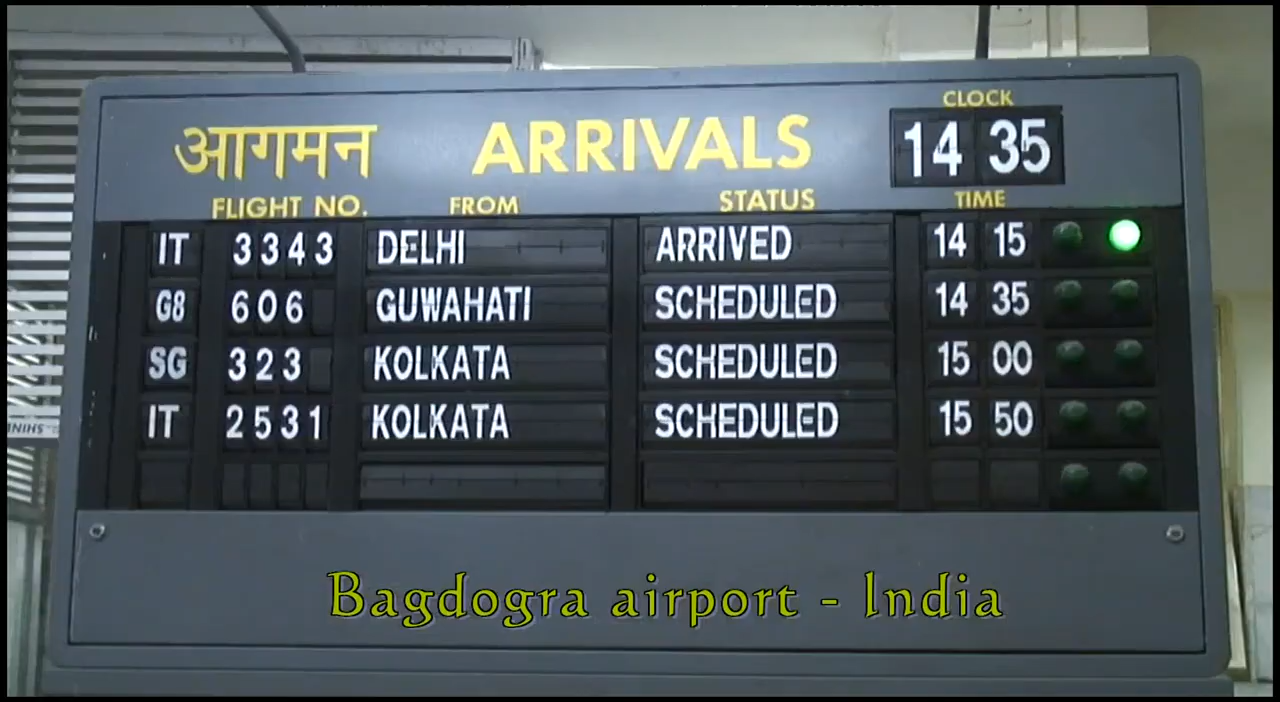 CLOCK
आगमन ARRIVALS 14 35
FLIGHT NO. FROM STATUS TIME
IT 3343 DELHI ARRIVED 14 15
G8 606 GUWAHATI SCHEDULED 14 35
SG 323 KOLKATA SCHEDULED 15 00
IT 2531 KOLKATA SCHEDULED 15 50
Bagdogra airport - India